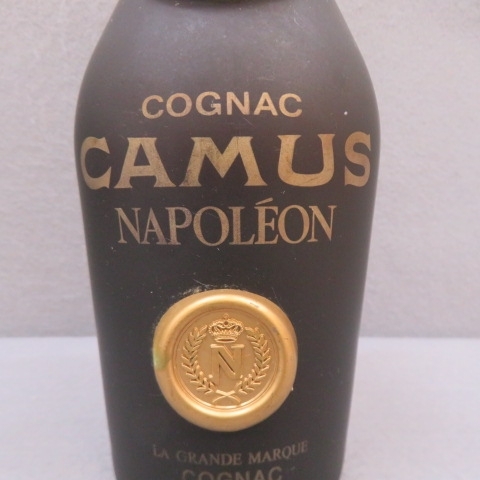 COGNAC
CAMUS
NAPOLÉON
N
LA GRANDE MARQUE
COGNAC